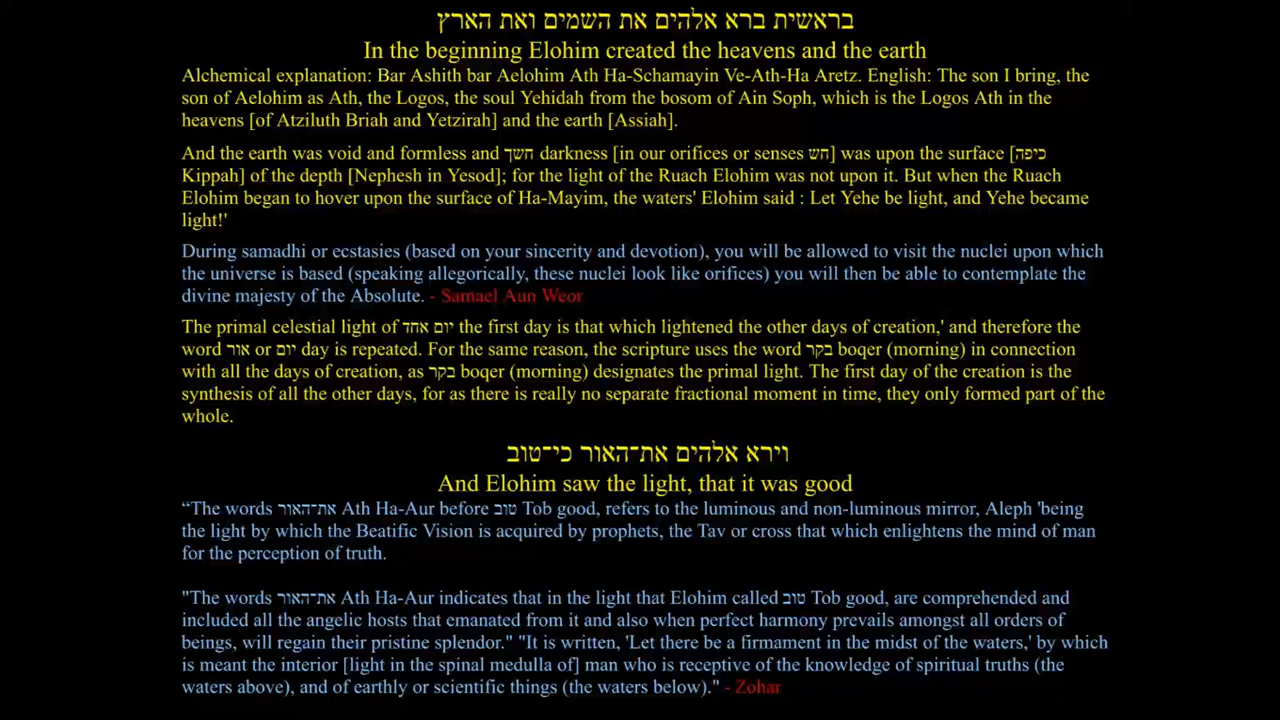 בראשית ברא אלהים את השמים ואת הארץ
In the beginning Elohim created the heavens and the earth
Alchemical explanation: Bar Ashith bar Aelohim Ath Ha-Schamayin Ve-Ath-Ha Aretz. English: The son I bring, the
son of Aelohim as Ath, the Logos, the soul Yehidah from the bosom of Ain Soph, which is the Logos Ath in the
heavens [of Atziluth Briah and Yetzirah] and the earth [Assiah].
And the earth was void and formless and חשך darkness [in our orifices or senses חש] was upon the surface [כיפה
Kippah] of the depth [Nephesh in Yesod]; for the light of the Ruach Elohim was not upon it. But when the Ruach
Elohim began to hover upon the surface of Ha-Mayim, the waters' Elohim said : Let Yehe be light, and Yehe became
light!'
During samadhi or ecstasies (based on your sincerity and devotion), you will be allowed to visit the nuclei upon which
the universe is based (speaking allegorically, these nuclei look like orifices) you will then be able to contemplate the
divine majesty of the Absolute. - Samael Aun Weor
The primal celestial light of יום אחד the first day is that which lightened the other days of creation,' and therefore the
word אור or יום day is repeated. For the same reason, the scripture uses the word בקר boqer (morning) in connection
with all the days of creation, as בקר boqer (morning) designates the primal light. The first day of the creation is the
synthesis of all the other days, for as there is really no separate fractional moment in time, they only formed part of the
whole.
וירא אלהים את־האור כי־טוב
And Elohim saw the light, that it was good
“The words את־האור Ath Ha-Aur before טוב Tob good, refers to the luminous and non-luminous mirror, Aleph 'being
the light by which the Beatific Vision is acquired by prophets, the Tav or cross that which enlightens the mind of man
for the perception of truth.
"The words את־האור Ath Ha-Aur indicates that in the light that Elohim called טוב Tob good, are comprehended and
included all the angelic hosts that emanated from it and also when perfect harmony prevails amongst all orders of
beings, will regain their pristine splendor." "It is written, 'Let there be a firmament in the midst of the waters,' by which
is meant the interior [light in the spinal medulla of] man who is receptive of the knowledge of spiritual truths (the
waters above), and of earthly or scientific things (the waters below)." - Zohar